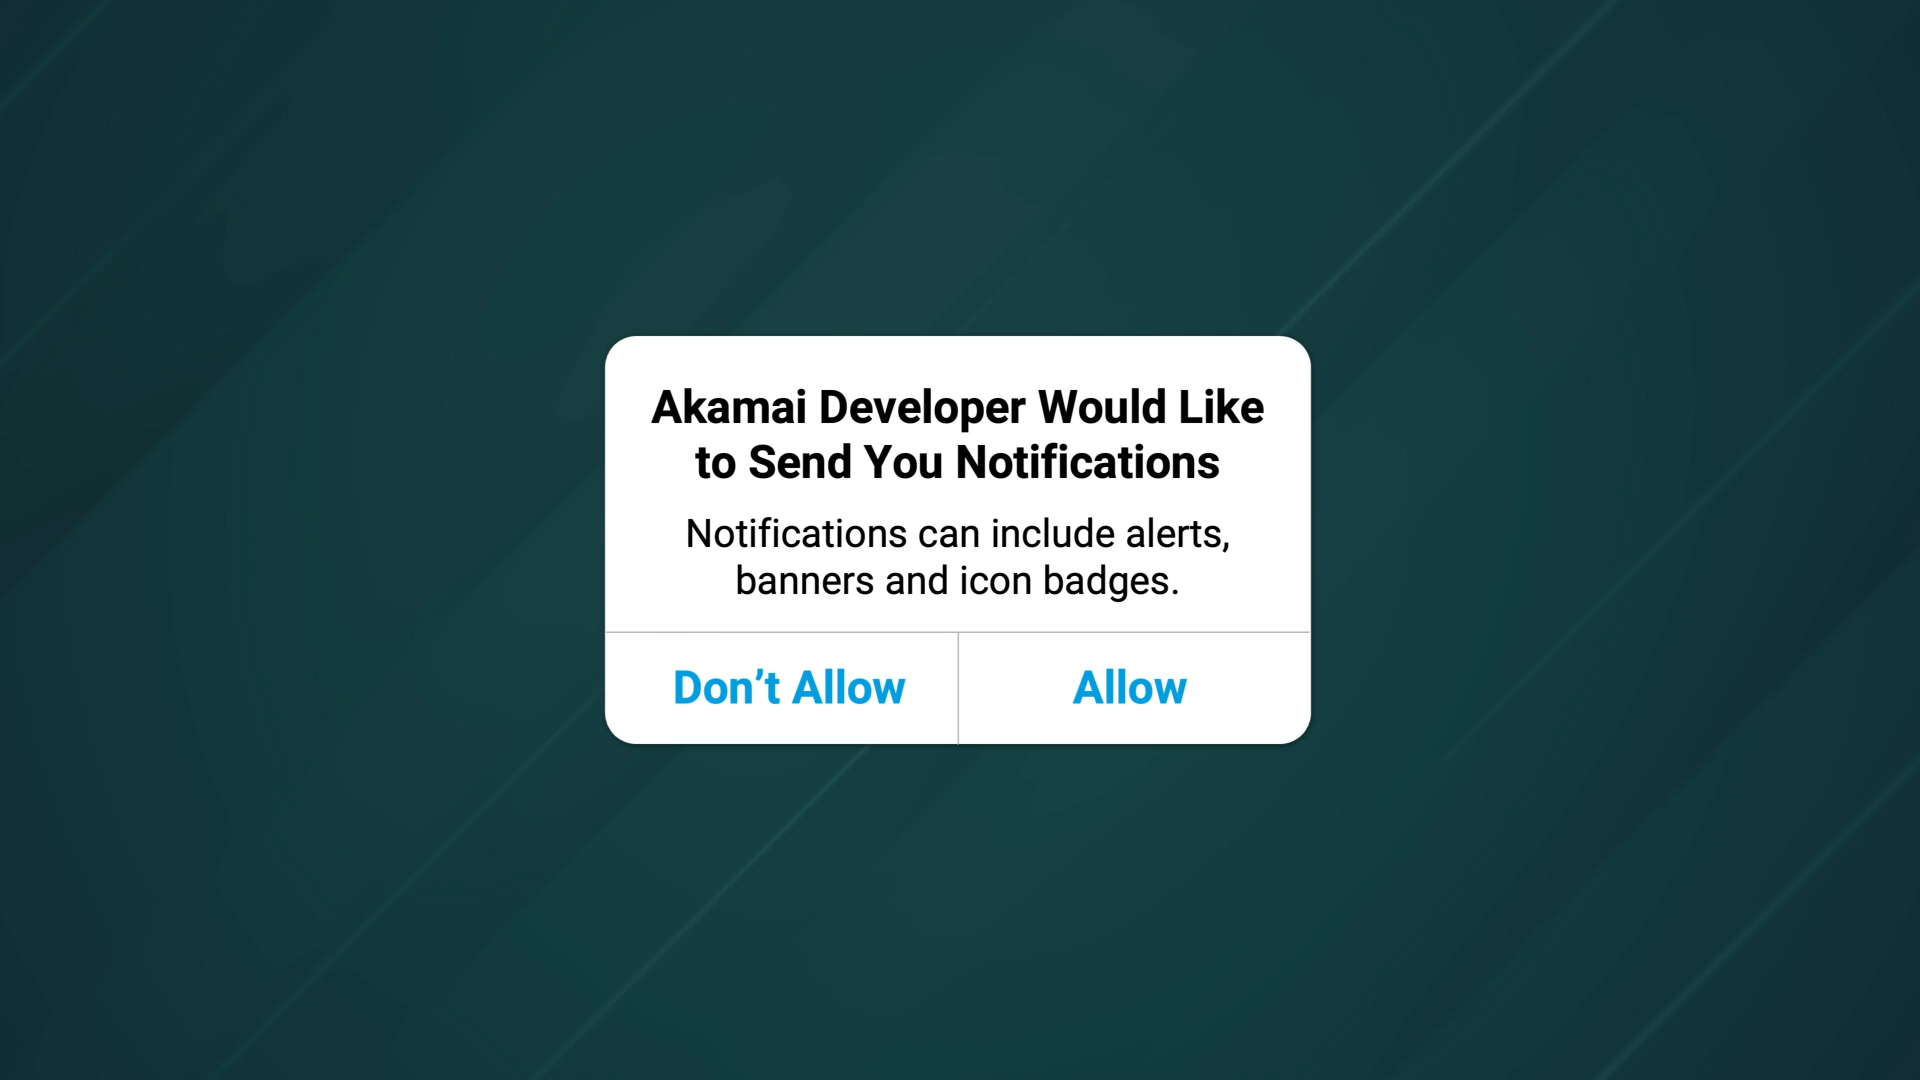 Akamai Developer Would Like
to Send You Notifications
Notifications can include alerts,
banners and icon badges.
Don’t Allow
Allow